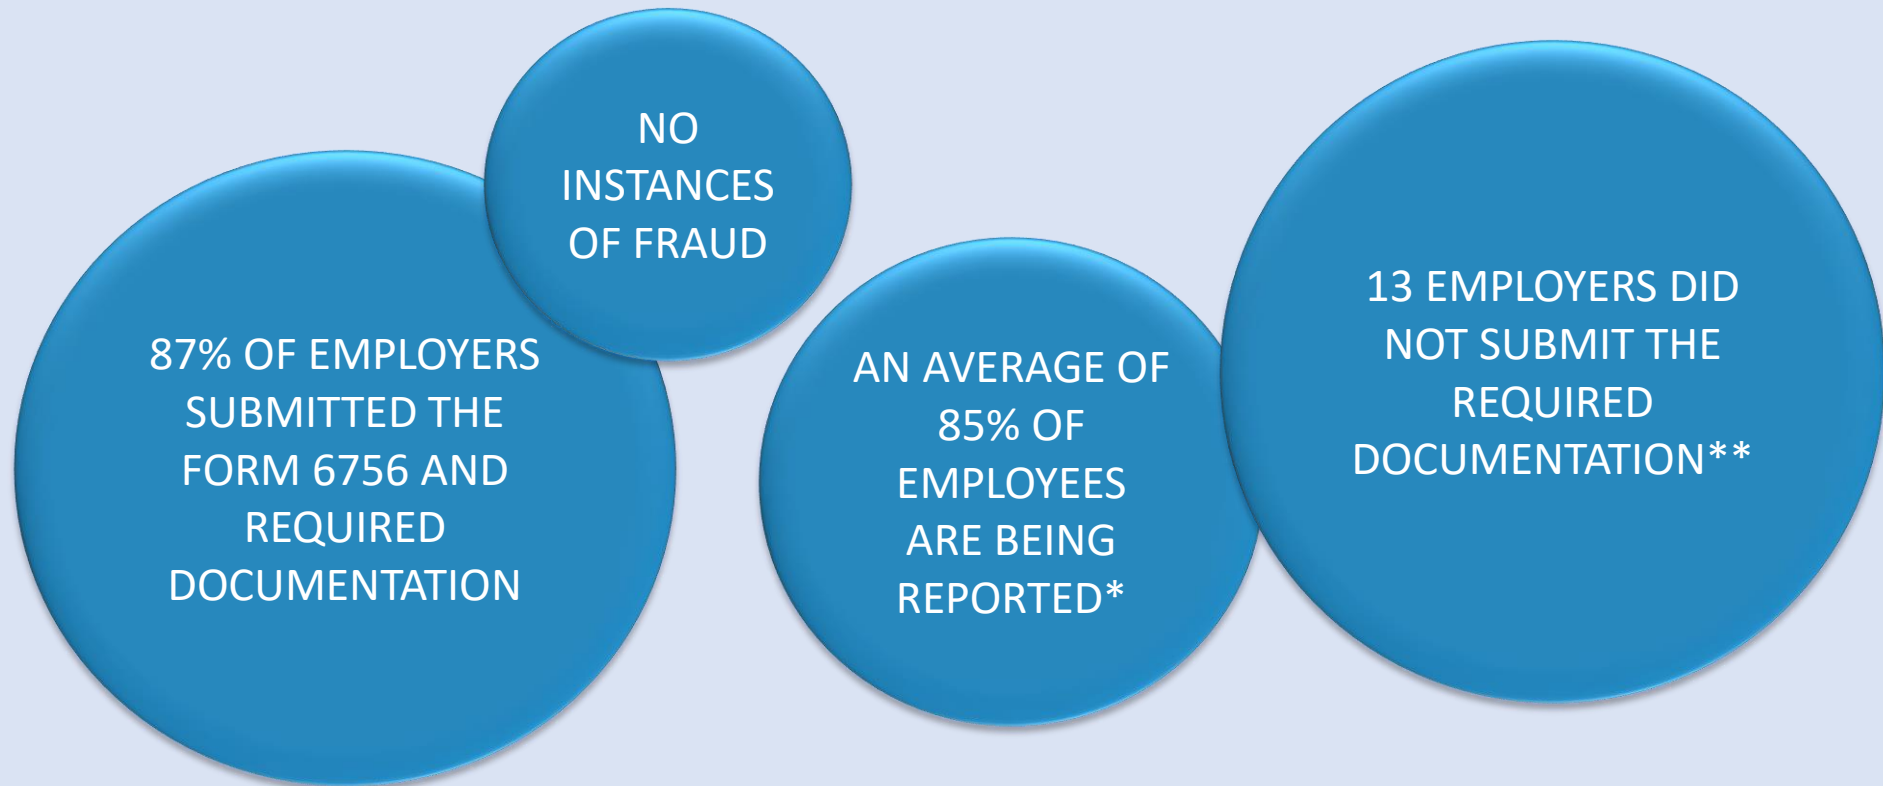 NO
INSTANCES
OF FRAUD
87% OF EMPLOYERS
SUBMITTED THE
FORM 6756 AND
REQUIRED
DOCUMENTATION
AN AVERAGE OF
85% OF
EMPLOYEES
ARE BEING
REPORTED*
13 EMPLOYERS DID
NOT SUBMIT THE
REQUIRED
DOCUMENTATION**